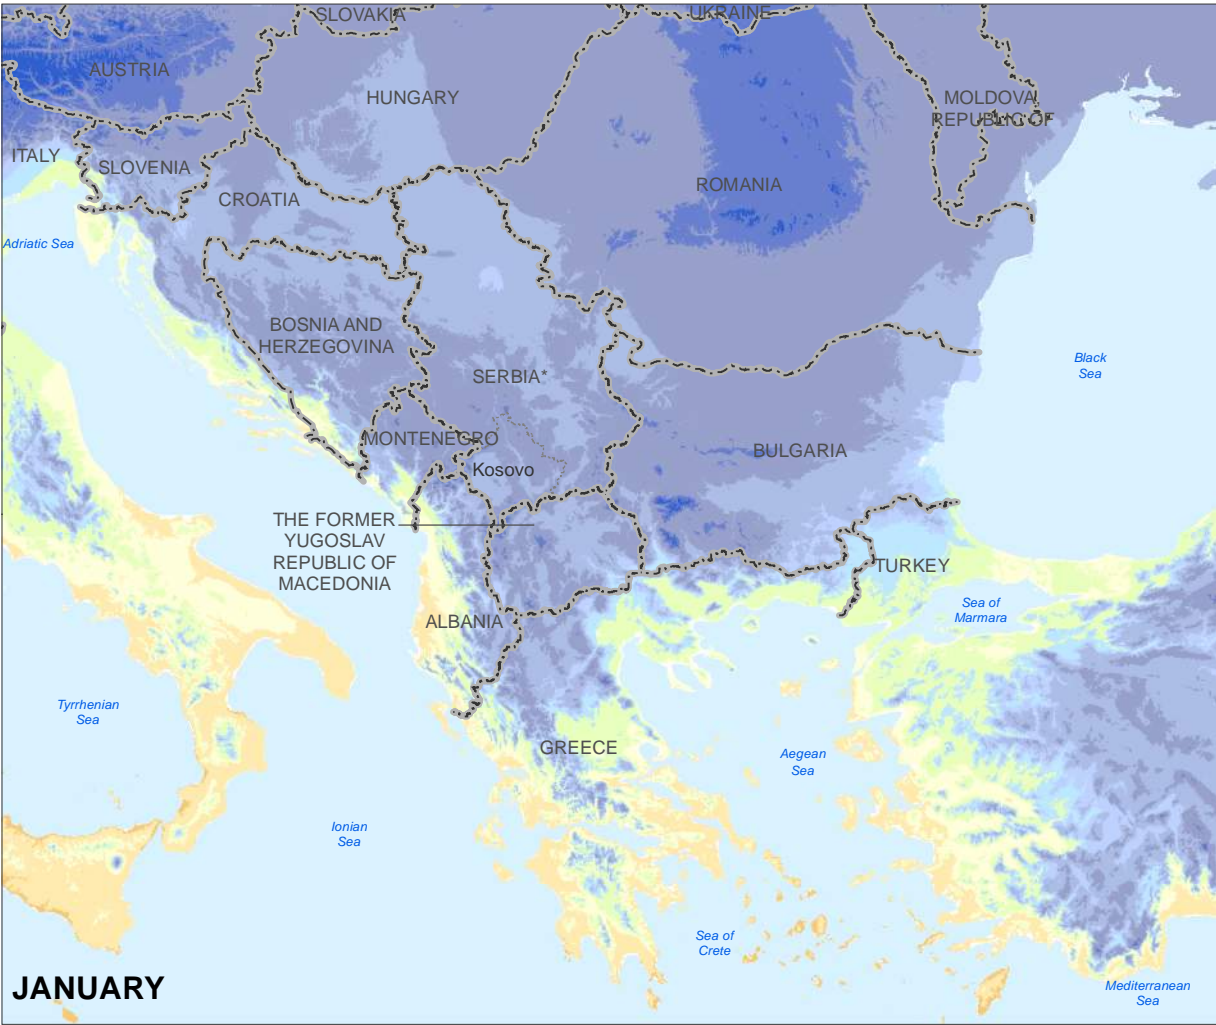 SLOVAKIA
UKRAINE
AUSTRIA
HUNGARY
MOLDOVA,
REPUBLIC OF
ITALY
SLOVENIA
CROATIA
ROMANIA
Adriatic Sea
BOSNIA AND
HERZEGOVINA
SERBIA*
Black
Sea
MONTENEGRO
Kosovo
BULGARIA
THE FORMER
YUGOSLAV
REPUBLIC OF
MACEDONIA
TURKEY
Sea of
Marmara
ALBANIA
Tyrrhenian
Sea
GREECE
Aegean
Sea
Ionian
Sea
Sea of
Crete
JANUARY
Mediterranean
Sea